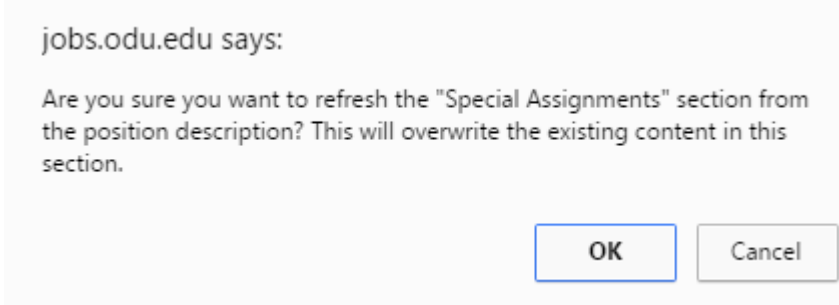 jobs.odu.edu says:
Are you sure you want to refresh the "Special Assignments" section from
the position description? This will overwrite the existing content in this
section.
OK
Cancel